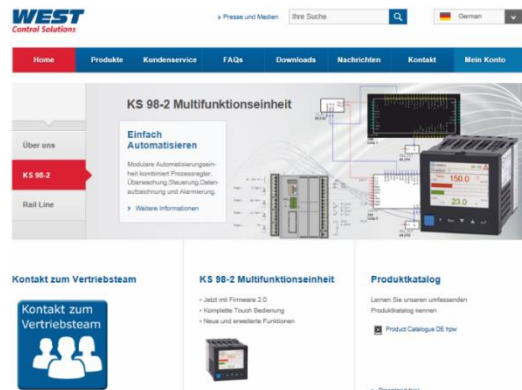 WEST
Control Solutions
Presse und Medien
Ihre Suche
German
Home
Produkte
Kundenservice
FAQs
Downloads
Nachrichten
Kontakt
Mein Konto
KS 98-2 Multifunktionseinheit
Einfach
Automatisieren
Modulare Automatisierungsein-
heit kombiniert Prozessregler,
Überwachung,Steuerung,Daten-
aufzeichnung und Alarmierung.
Weitere Informationen
Über uns
KS 98-2
Rail Line
150.0
23.0
Kontakt zum Vertriebsteam
Kontakt zum
Vertriebsteam
KS 98-2 Multifunktionseinheit
- Jetzt mit Firmware 2.0
- Komplette Touch Bedienung
- Neue und erweiterte Funktionen
Produktkatalog
Lernen Sie unseren umfassenden
Produktkatalog kennen
Product Catalogue DE hpw